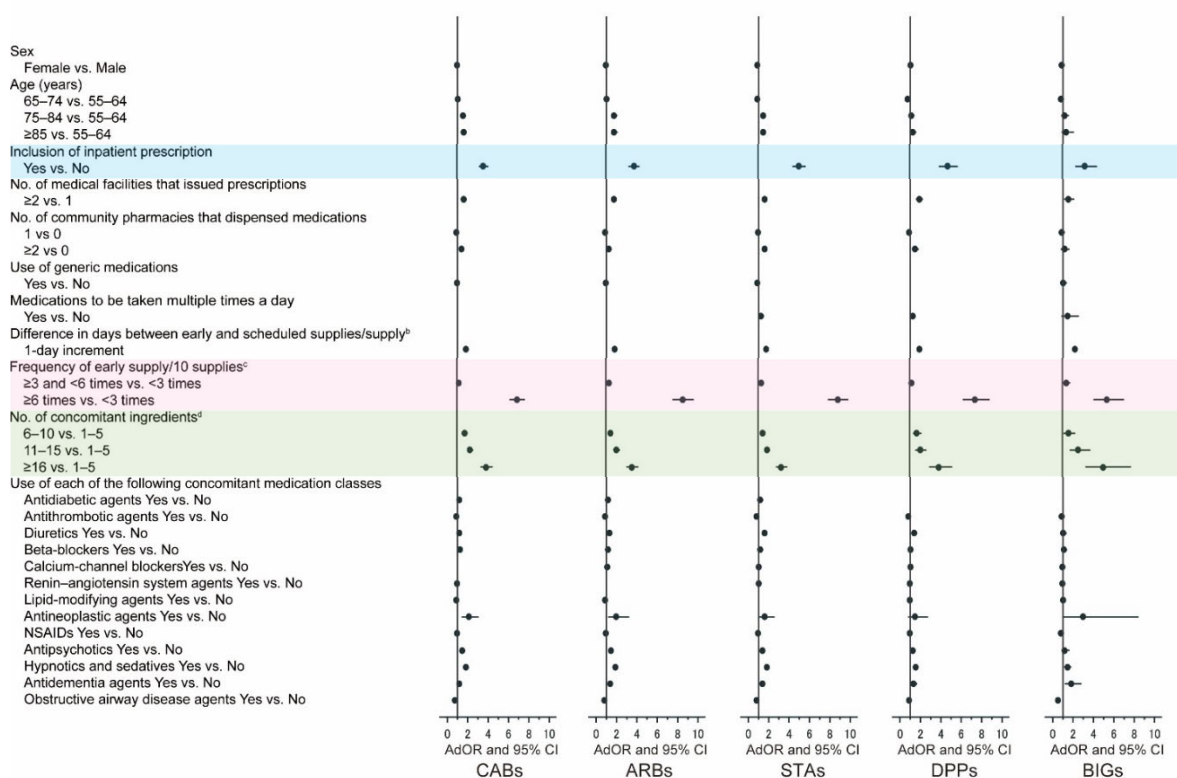 Sex
Female vs. Male
Age (years)
65–74 vs. 55–64
75–84 vs. 55–64
≥85 vs. 55–64
Inclusion of inpatient prescription
Yes vs. No
No. of medical facilities that issued prescriptions
≥2 vs. 1
No. of community pharmacies that dispensed medications
1 vs 0
≥2 vs 0
Use of generic medications
Yes vs. No
Medications to be taken multiple times a day
Yes vs. No
Difference in days between early and scheduled supplies/supplyᵇ
1-day increment
Frequency of early supply/10 suppliesᶜ
≥3 and <6 times vs. <3 times
≥6 times vs. <3 times
No. of concomitant ingredientsᵈ
6–10 vs. 1–5
11–15 vs. 1–5
≥16 vs. 1–5
Use of each of the following concomitant medication classes
Antidiabetic agents Yes vs. No
Antithrombotic agents Yes vs. No
Diuretics Yes vs. No
Beta-blockers Yes vs. No
Calcium-channel blockersYes vs. No
Renin–angiotensin system agents Yes vs. No
Lipid-modifying agents Yes vs. No
Antineoplastic agents Yes vs. No
NSAIDs Yes vs. No
Antipsychotics Yes vs. No
Hypnotics and sedatives Yes vs. No
Antidementia agents Yes vs. No
Obstructive airway disease agents Yes vs. No
0 2 4 6 8 10 0 2 4 6 8 10 0 2 4 6 8 10 0 2 4 6 8 10 0 2 4 6 8 10
AdOR and 95% CI AdOR and 95% CI AdOR and 95% CI AdOR and 95% CI AdOR and 95% CI
CABs ARBs STAs DPPs BIGs